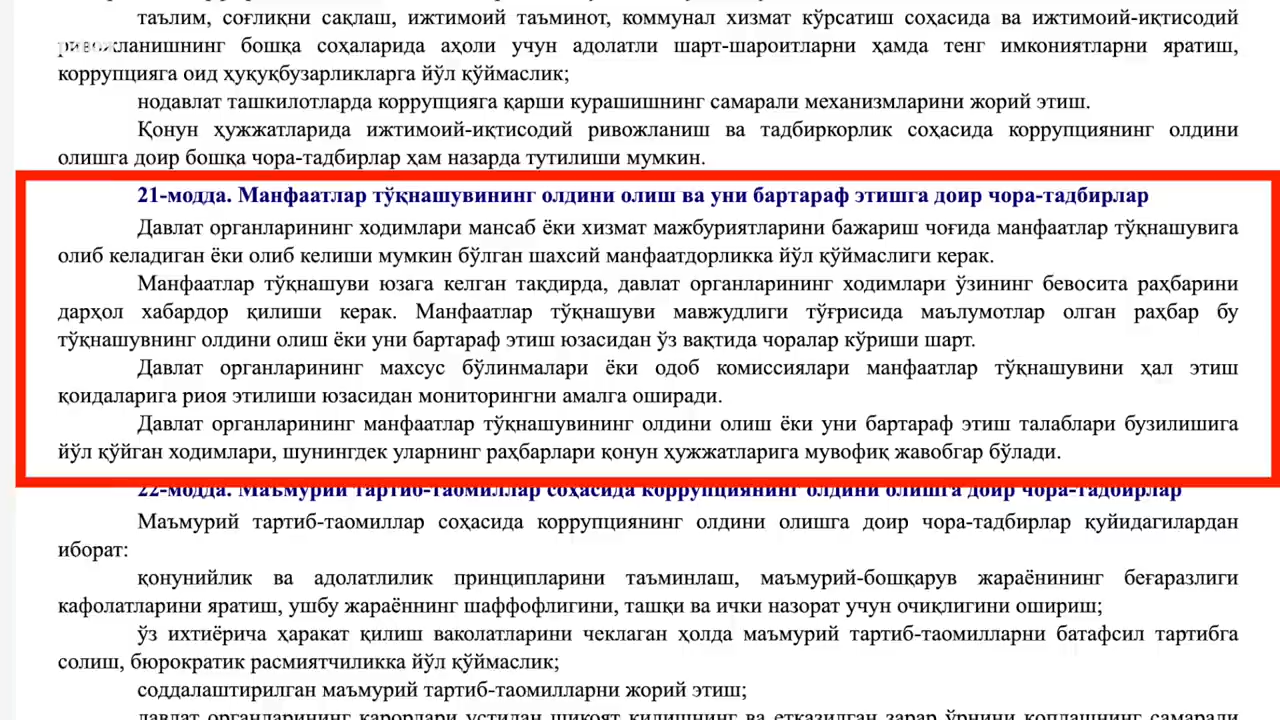 таълим, соғлиқни сақлаш, ижтимоий таъминот, коммунал хизмат кўрсатиш соҳасида ва ижтимоий-иқтисодий
ривожланишнинг бошқа соҳаларида аҳоли учун адолатли шарт-шароитларни ҳамда тенг имкониятларни яратиш,
коррупцияга оид ҳуқуқбузарликларга йўл қўймаслик;
нодавлат ташкилотларда коррупцияга қарши курашишнинг самарали механизмларини жорий этиш.
Қонун ҳужжатларида ижтимоий-иқтисодий ривожланиш ва тадбиркорлик соҳасида коррупциянинг олдини
олишга доир бошқа чора-тадбирлар ҳам назарда тутилиши мумкин.
21-модда. Манфаатлар тўқнашувининг олдини олиш ва уни бартараф этишга доир чора-тадбирлар
Давлат органларининг ходимлари мансаб ёки хизмат мажбуриятларини бажариш чоғида манфаатлар тўқнашувига
олиб келадиган ёки олиб келиши мумкин бўлган шахсий манфаатдорликка йўл қўймаслиги керак.
Манфаатлар тўқнашуви юзага келган тақдирда, давлат органларининг ходимлари ўзининг бевосита раҳбарини
дарҳол хабардор қилиши керак. Манфаатлар тўқнашуви мавжудлиги тўғрисида маълумотлар олган раҳбар бу
тўқнашувнинг олдини олиш ёки уни бартараф этиш юзасидан ўз вақтида чоралар кўриши шарт.
Давлат органларининг махсус бўлинмалари ёки одоб комиссиялари манфаатлар тўқнашувини ҳал этиш
қоидаларига риоя этилиши юзасидан мониторингни амалга оширади.
Давлат органларининг манфаатлар тўқнашувининг олдини олиш ёки уни бартараф этиш талаблари бузилишига
йўл қўйган ходимлари, шунингдек уларнинг раҳбарлари қонун ҳужжатларига мувофиқ жавобгар бўлади.
22-модда. Маъмурий тартиб-таомиллар соҳасида коррупциянинг олдини олишга доир чора-тадбирлар
Маъмурий тартиб-таомиллар соҳасида коррупциянинг олдини олишга доир чора-тадбирлар қуйидагилардан
иборат:
қонунийлик ва адолатлилик принципларини таъминлаш, маъмурий-бошқарув жараёнининг беғаразлиги
кафолатларини яратиш, ушбу жараённинг шаффофлигини, ташқи ва ички назорат учун очиқлигини ошириш;
ўз ихтиёрича ҳаракат қилиш ваколатларини чеклаган ҳолда маъмурий тартиб-таомилларни батафсил тартибга
солиш, бюрократик расмиятчиликка йўл қўймаслик;
соддалаштирилган маъмурий тартиб-таомилларни жорий этиш;
давлат органларининг қарорлари устидан шикоят қилишнинг ва етказилган зарар ўрнини қоплашнинг самарали